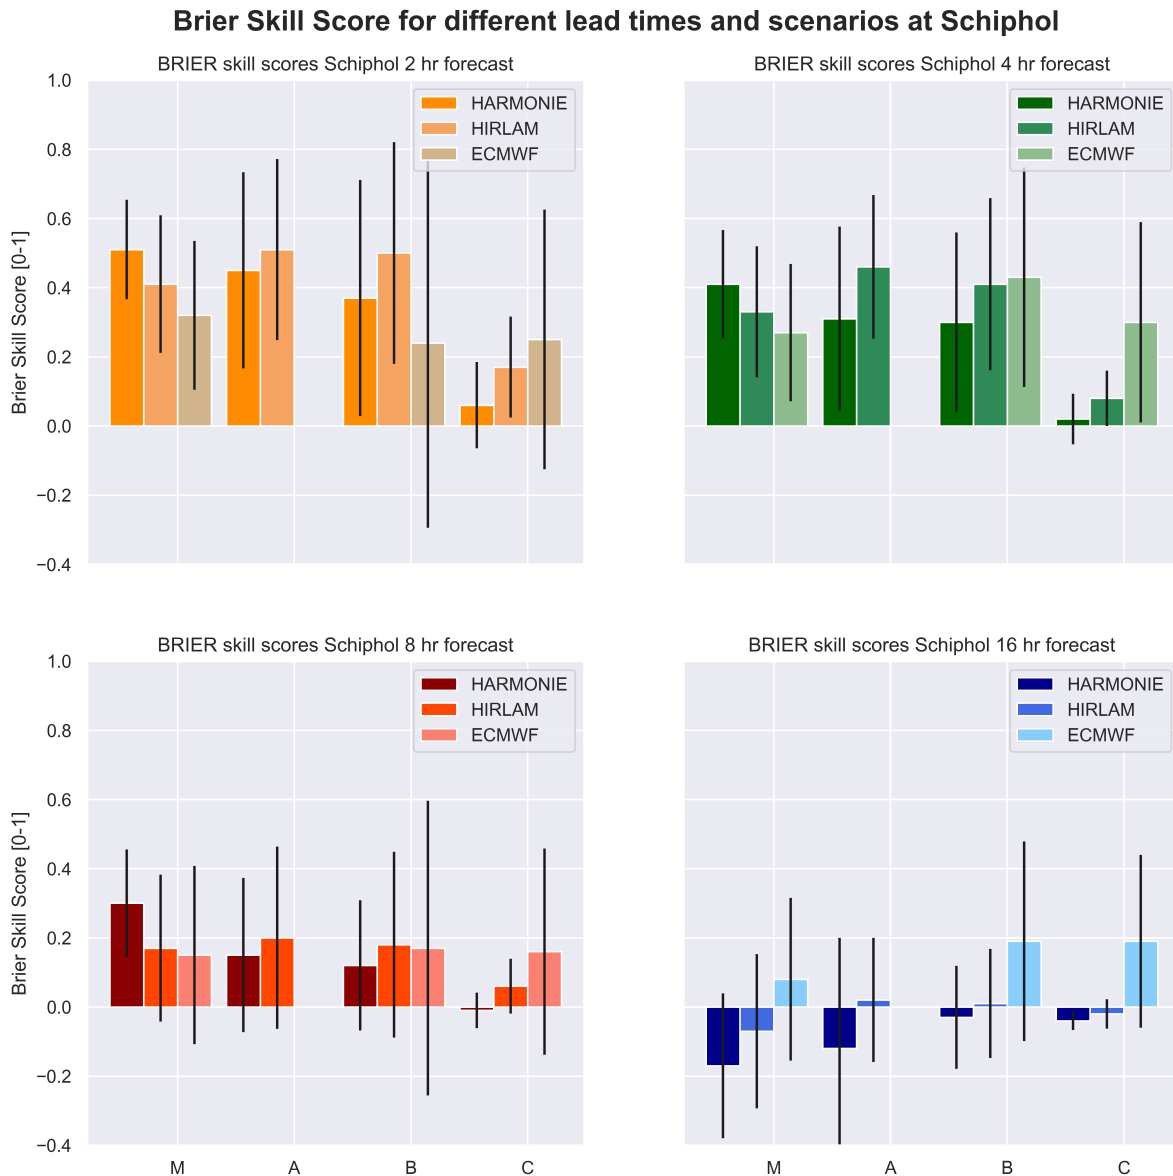 Brier Skill Score for different lead times and scenarios at Schiphol
BRIER skill scores Schiphol 2 hr forecast
HARMONIE
HIRLAM
ECMWF
1.0
0.8
0.6
0.4
0.2
0.0
−0.2
−0.4
Brier Skill Score [0-1]
BRIER skill scores Schiphol 4 hr forecast
HARMONIE
HIRLAM
ECMWF
BRIER skill scores Schiphol 8 hr forecast
HARMONIE
HIRLAM
ECMWF
1.0
0.8
0.6
0.4
0.2
0.0
−0.2
−0.4
Brier Skill Score [0-1]
M A B C
BRIER skill scores Schiphol 16 hr forecast
HARMONIE
HIRLAM
ECMWF
M A B C